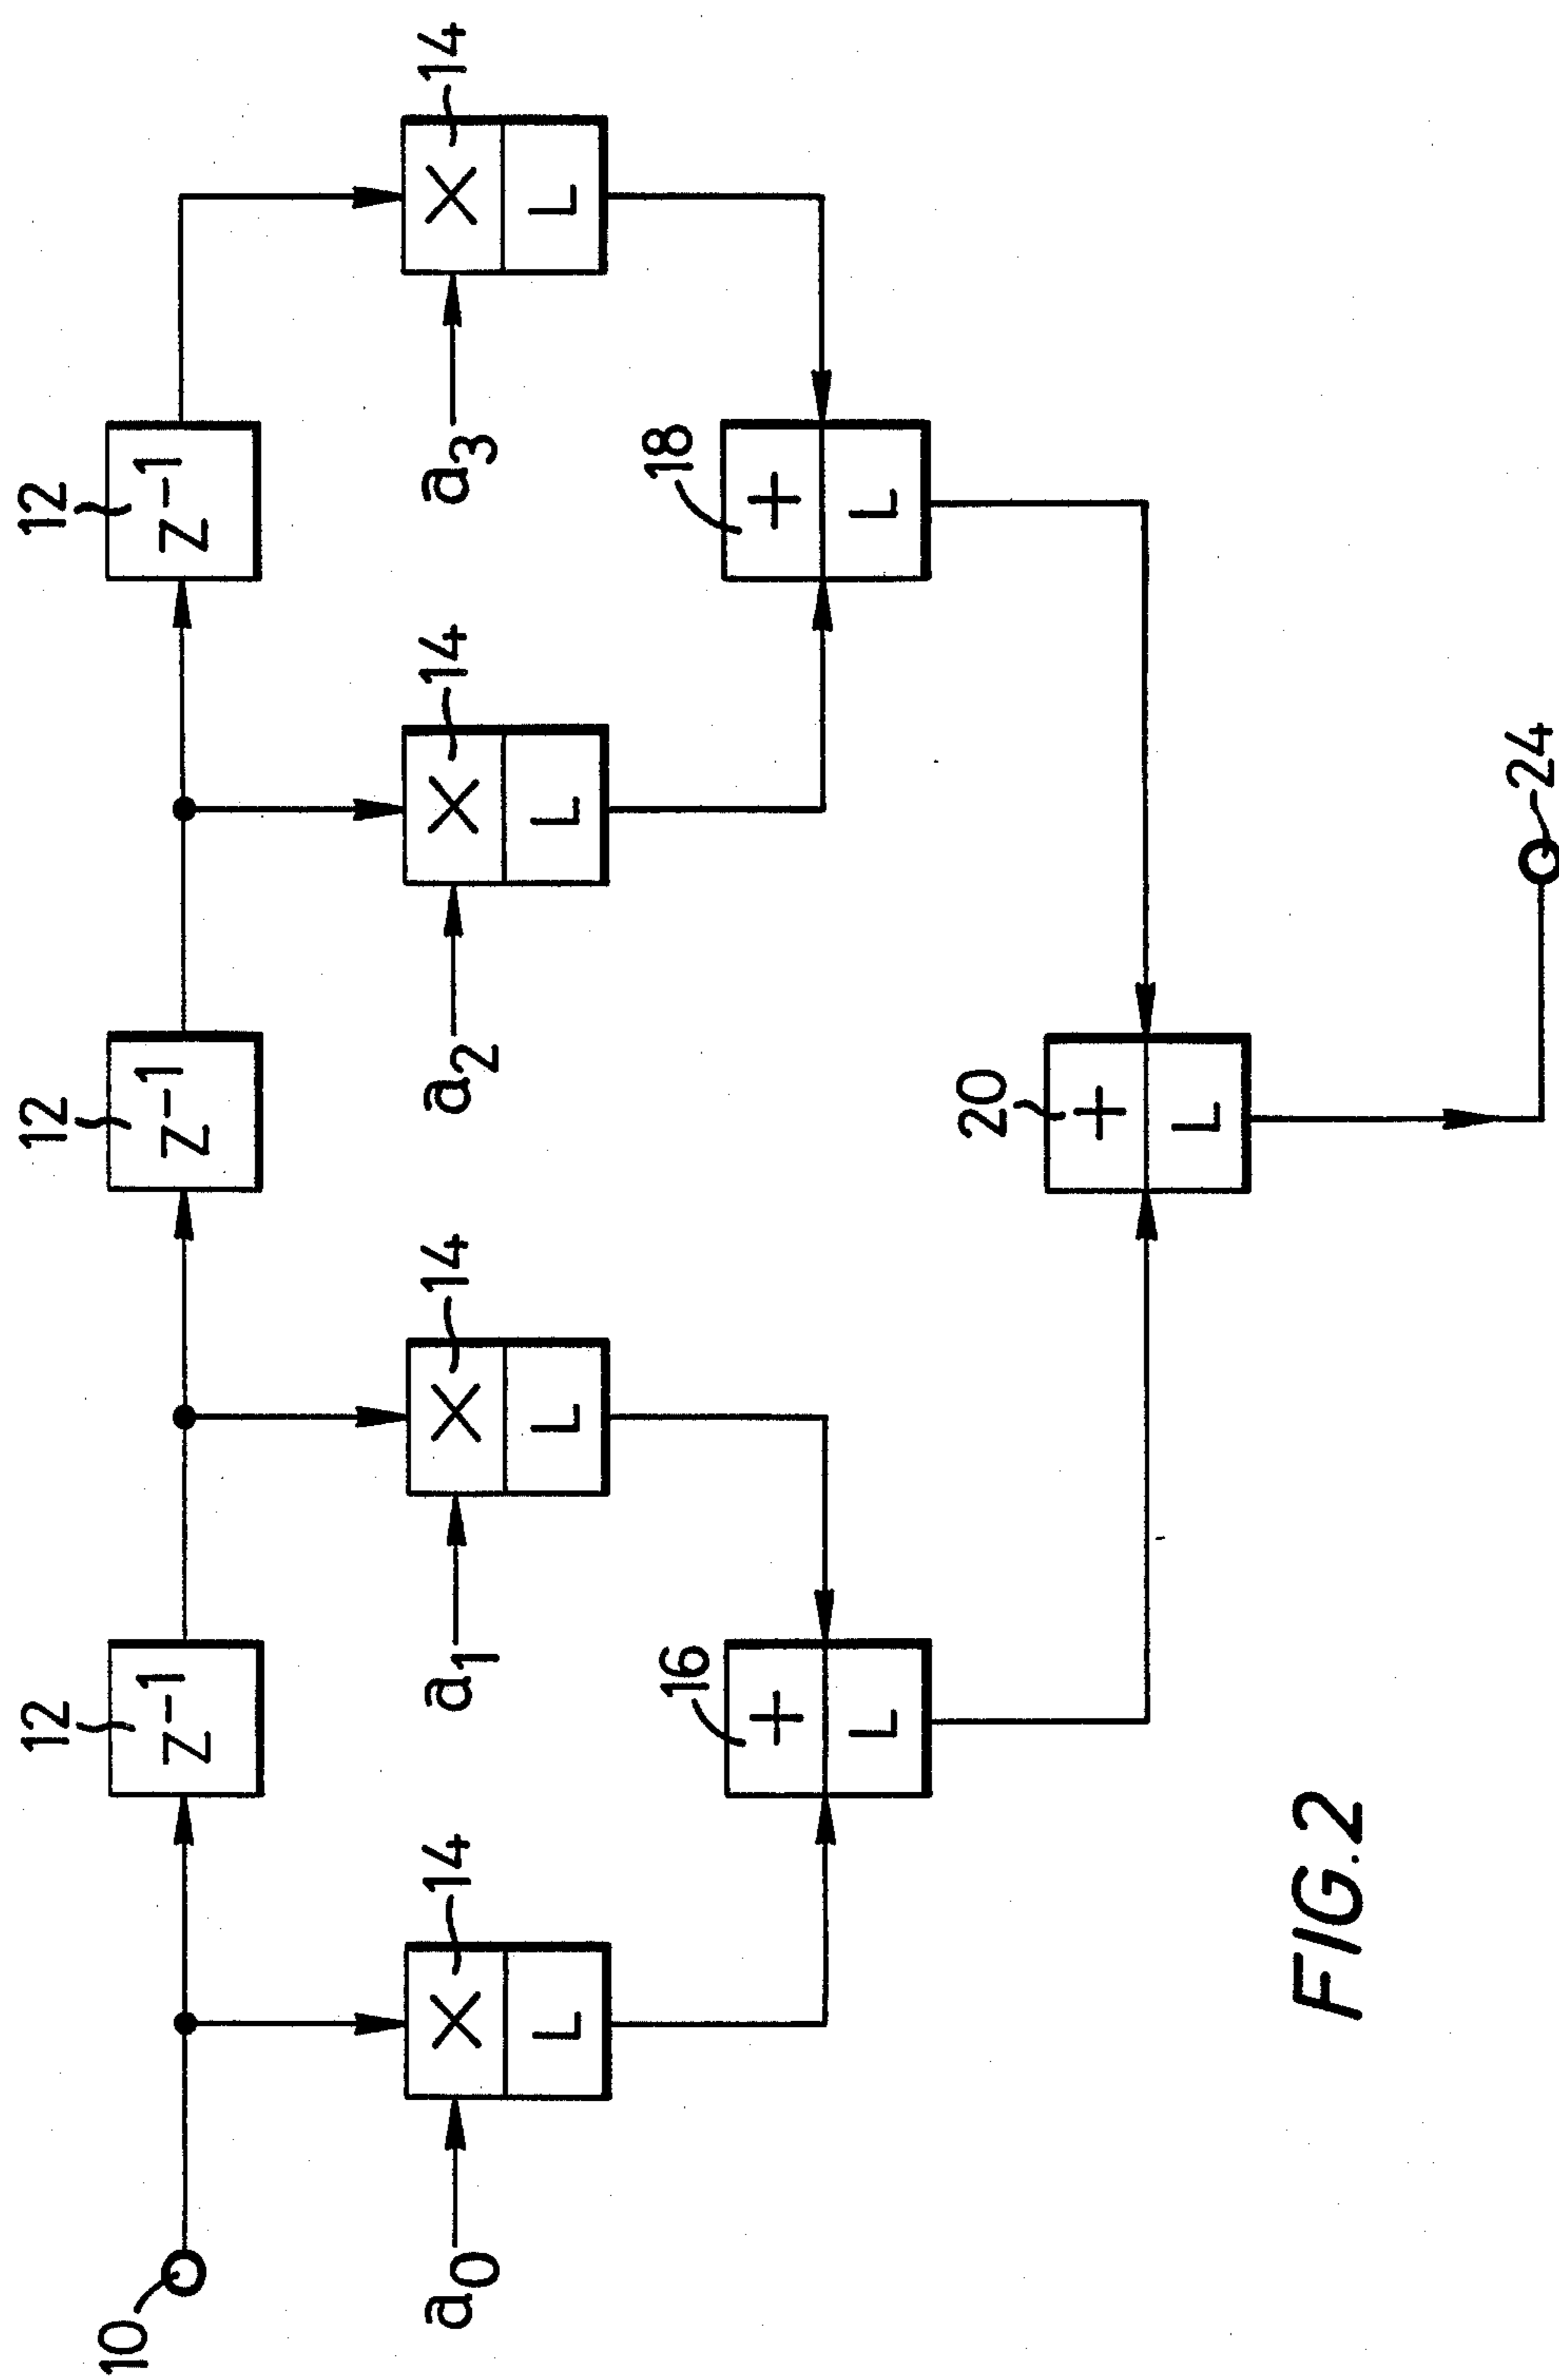 12 12 12
z⁻¹ z⁻¹ z⁻¹
10
14 14 14 14
a₀ × a₁ × a₂ × a₃ ×
L L L L
16 18
+ +
L L
20
+
L
24
FIG.2